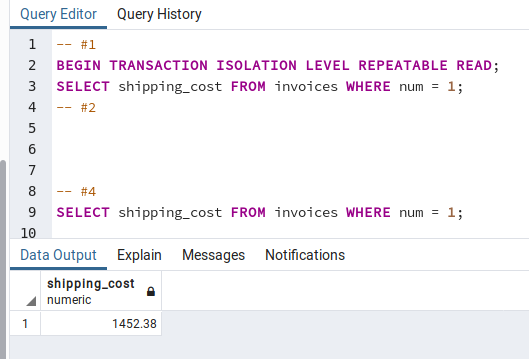 Query Editor Query History
1 -- #1
2 BEGIN TRANSACTION ISOLATION LEVEL REPEATABLE READ;
3 SELECT shipping_cost FROM invoices WHERE num = 1;
4 -- #2
5
6
7
8 -- #4
9 SELECT shipping_cost FROM invoices WHERE num = 1;
10
Data Output Explain Messages Notifications
shipping_cost
numeric
1 1452.38